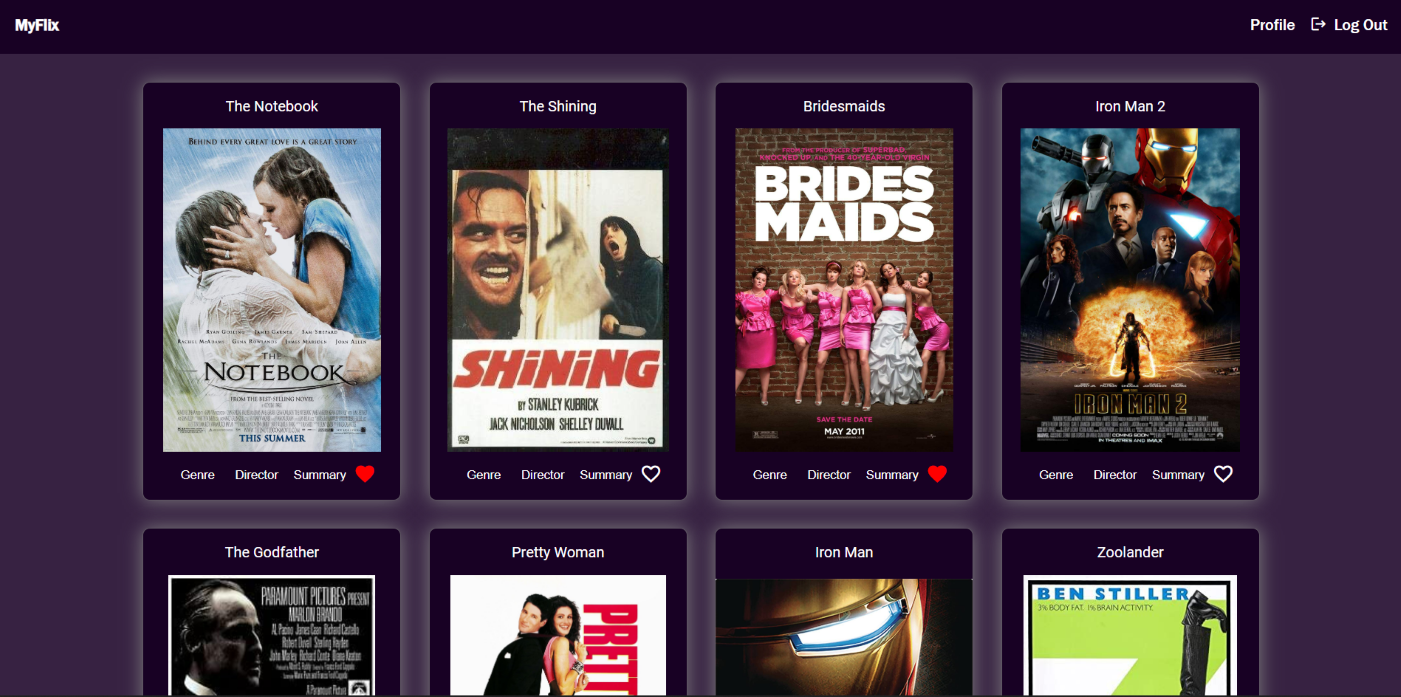 MyFlix
Profile Log Out
The Notebook
BEHIND EVERY GREAT LOVE IS A GREAT STORY
RYAN GOSLING JAMES GARNER SAM SHEPARD
RACHEL MCADAMS GENA ROWLANDS JAMES MARSDEN JOAN ALLEN
THE
NOTEBOOK
FROM THE BEST-SELLING NOVEL
THIS SUMMER
Genre Director Summary
The Shining
SHiNiNG
BY STANLEY KUBRICK
JACK NICHOLSON SHELLEY DUVALL
Genre Director Summary
Bridesmaids
FROM THE PRODUCER OF SUPERBAD,
KNOCKED UP AND THE 40-YEAR-OLD VIRGIN
BRIDES
MAIDS
SAVE THE DATE
MAY 2011
Genre Director Summary
Iron Man 2
IRON MAN 2
COMING SOON
IN THEATRES AND IMAX
Genre Director Summary
The Godfather
PARAMOUNT PICTURES PRESENT
MARLON BRANDO
Al Pacino James Caan Richard Castellano
Robert Duvall Sterling Hayden
John Marley Richard Conte Diane Keaton
A Paramount Picture
Pretty Woman
PRETT
Iron Man
Zoolander
BEN STILLER
3% BODY FAT. 1% BRAIN ACTIVITY.